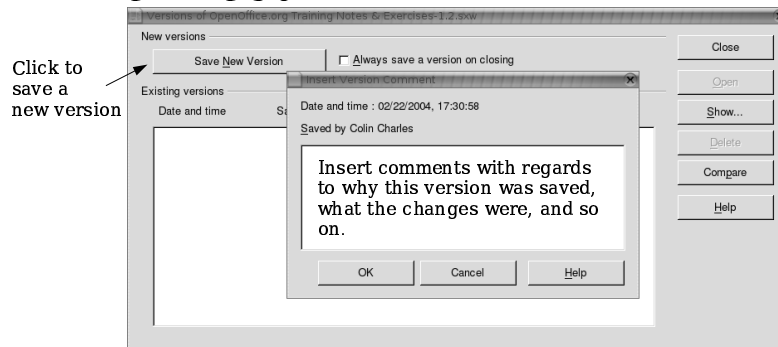 Versions of OpenOffice.org Training Notes & Exercises-1.2.sxw
New versions
Save New Version
Always save a version on closing
Click to
save a
new version
Existing versions
Date and time
Insert Version Comment
Date and time : 02/22/2004, 17:30:58
Saved by Colin Charles
Insert comments with regards
to why this version was saved,
what the changes were, and so
on.
OK
Cancel
Help
Close
Open
Show...
Delete
Compare
Help